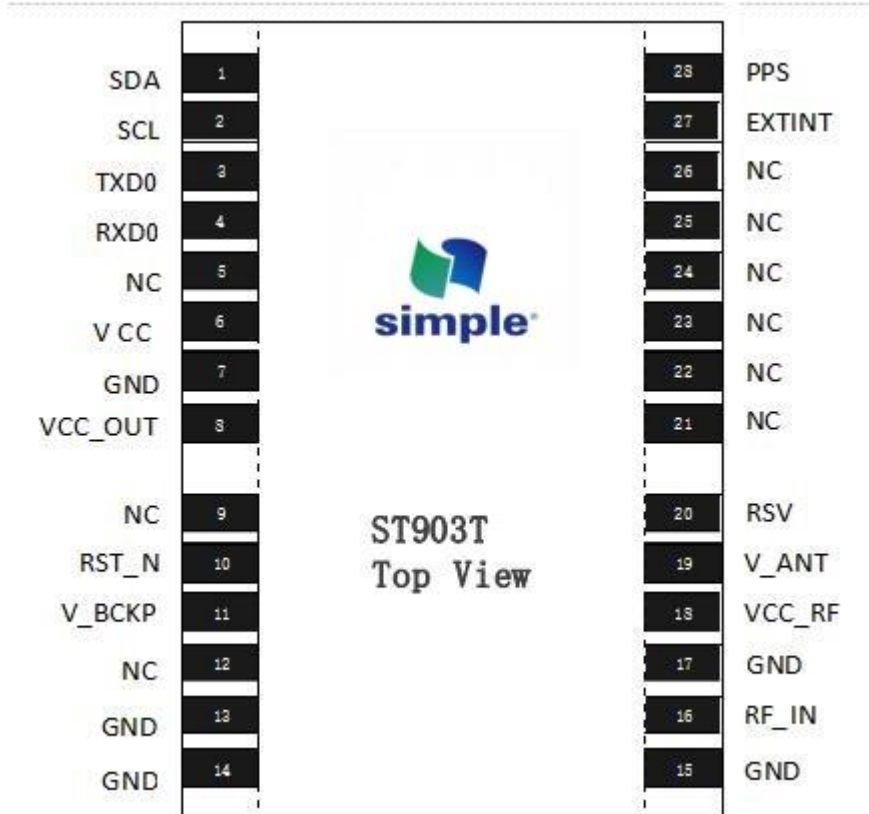 SDA 1 28 PPS
SCL 2 27 EXTINT
TXD0 3 26 NC
RXD0 4 25 NC
NC 5 24 NC
V CC 6 23 NC
GND 7 22 NC
VCC_OUT 8 21 NC
simple
NC 9 20 RSV
RST_N 10 19 V_ANT
V_BCKP 11 18 VCC_RF
NC 12 17 GND
GND 13 16 RF_IN
GND 14 15 GND
ST903T
Top View